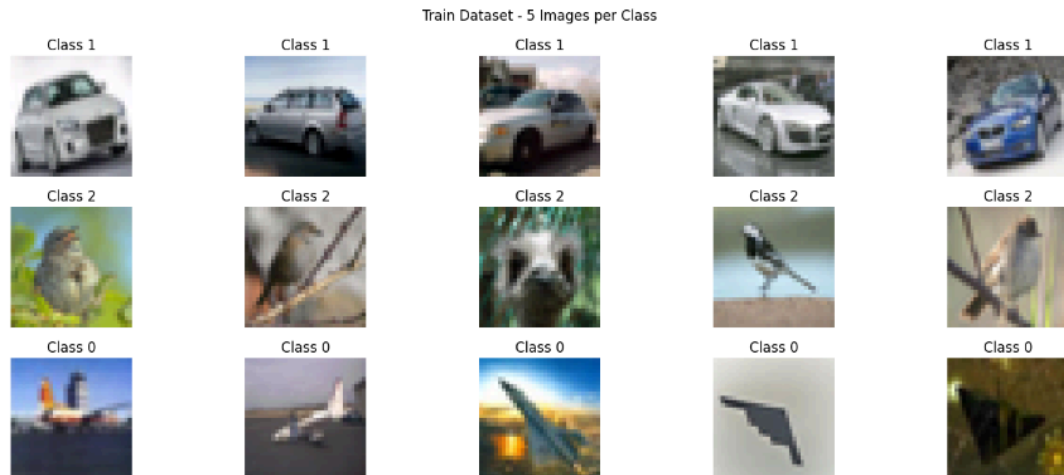 Train Dataset - 5 Images per Class
Class 1 Class 1 Class 1 Class 1 Class 1
Class 2 Class 2 Class 2 Class 2 Class 2
Class 0 Class 0 Class 0 Class 0 Class 0